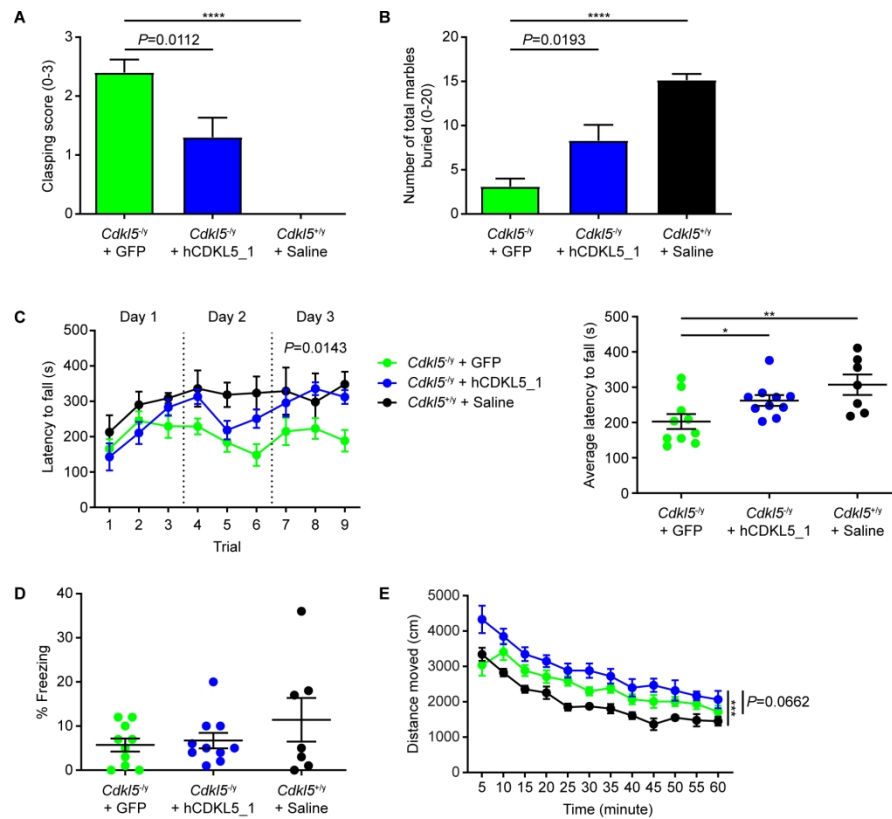 A
****
P=0.0112
Clasping score (0-3)
3
2
1
0
Cdkl5-/y
+ GFP
Cdkl5-/y
+ hCDKL5_1
Cdkl5+/y
+ Saline
B
****
P=0.0193
Number of total marbles
buried (0-20)
20
15
10
5
0
Cdkl5-/y
+ GFP
Cdkl5-/y
+ hCDKL5_1
Cdkl5+/y
+ Saline
C
Day 1 Day 2 Day 3
P=0.0143
Latency to fall (s)
500
400
300
200
100
0
1 2 3 4 5 6 7 8 9
Trial
Cdkl5-/y + GFP
Cdkl5-/y + hCDKL5_1
Cdkl5+/y + Saline
**
*
Average latency to fall (s)
500
400
300
200
100
0
Cdkl5-/y
+ GFP
Cdkl5-/y
+ hCDKL5_1
Cdkl5+/y
+ Saline
D
% Freezing
40
30
20
10
0
Cdkl5-/y
+ GFP
Cdkl5-/y
+ hCDKL5_1
Cdkl5+/y
+ Saline
E
Distance moved (cm)
5000
4000
3000
2000
1000
0
5 10 15 20 25 30 35 40 45 50 55 60
Time (minute)
***
P=0.0662